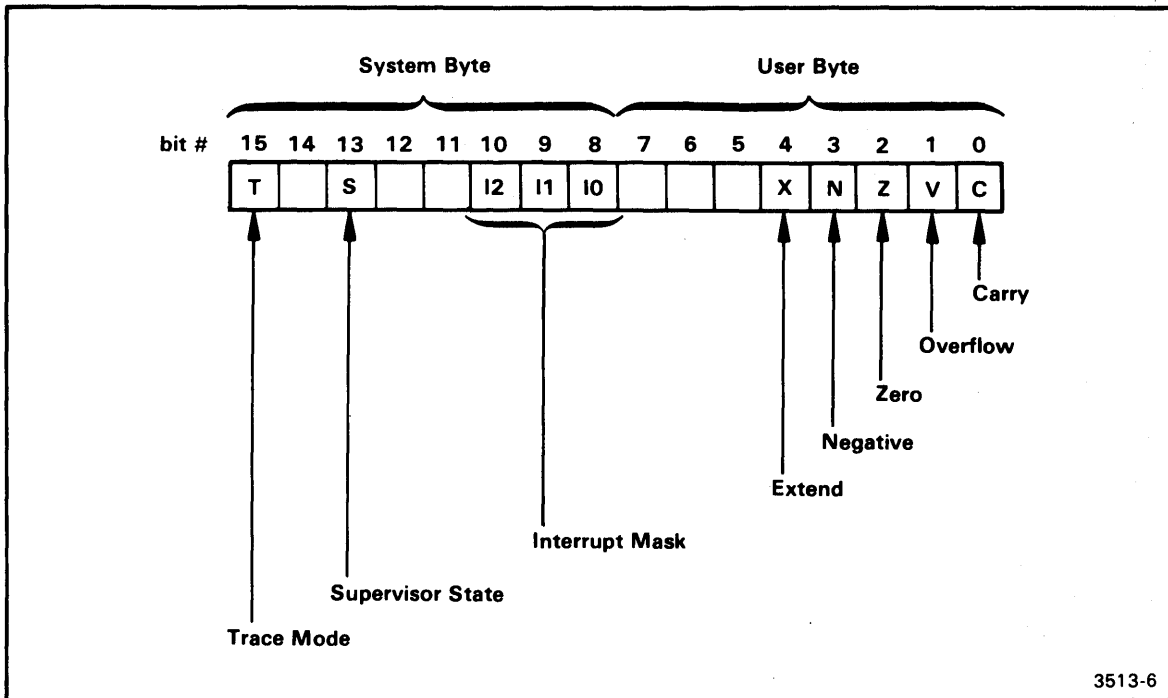 System Byte User Byte
bit # 15 14 13 12 11 10 9 8 7 6 5 4 3 2 1 0
T S I2 I1 I0 X N Z V C
Carry
Overflow
Zero
Negative
Extend
Interrupt Mask
Supervisor State
Trace Mode
3513-6